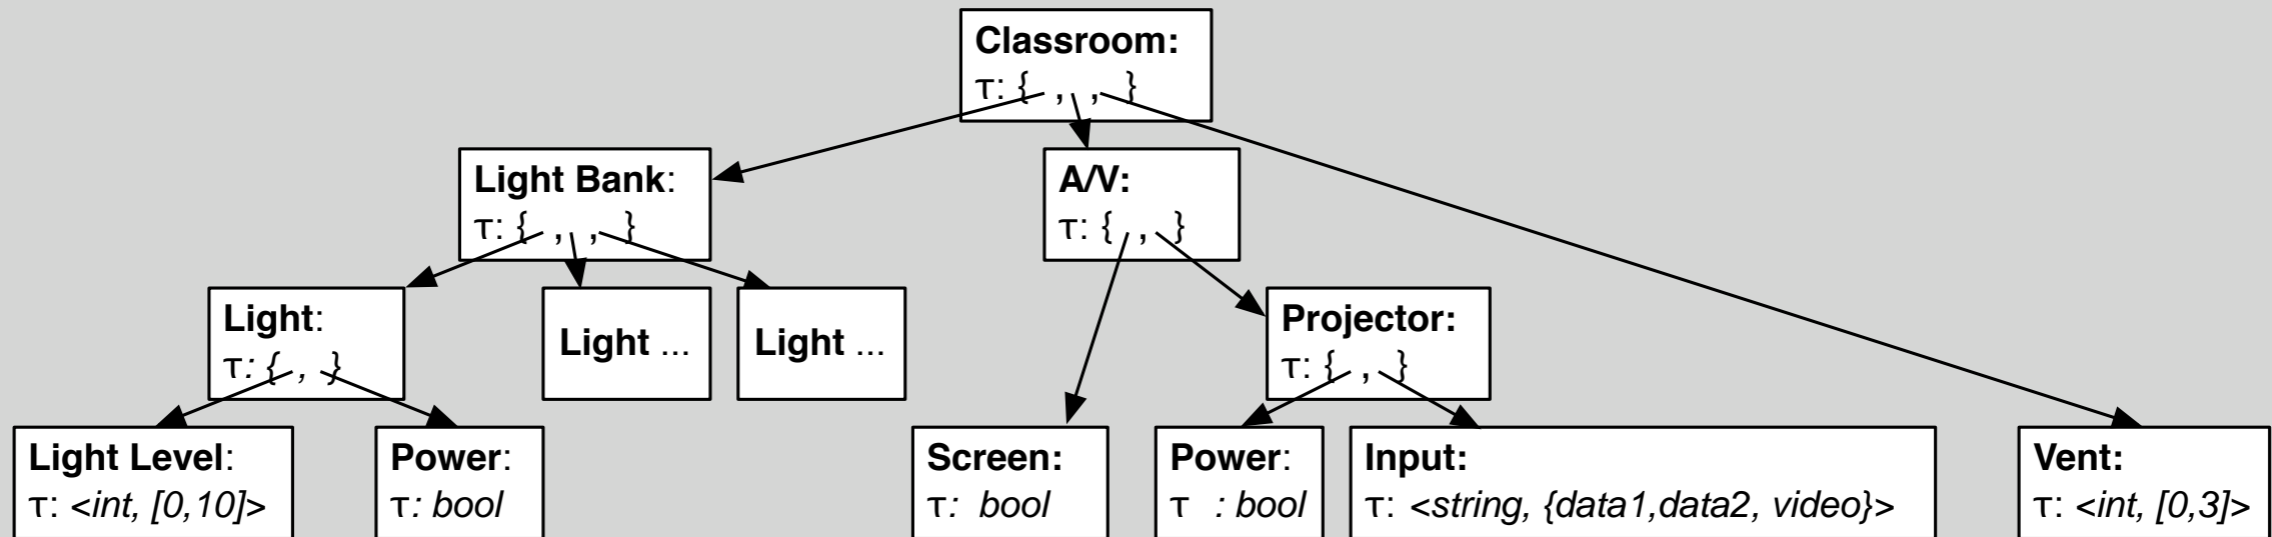 Classroom:
τ: { , , }
Light Bank:
τ: { , , }
A/V:
τ: { , }
Light:
τ: { , }
Light ...
Light ...
Projector:
τ: { , }
Light Level:
τ: <int, [0,10]>
Power:
τ: bool
Screen:
τ: bool
Power:
τ : bool
Input:
τ: <string, {data1,data2, video}>
Vent:
τ: <int, [0,3]>